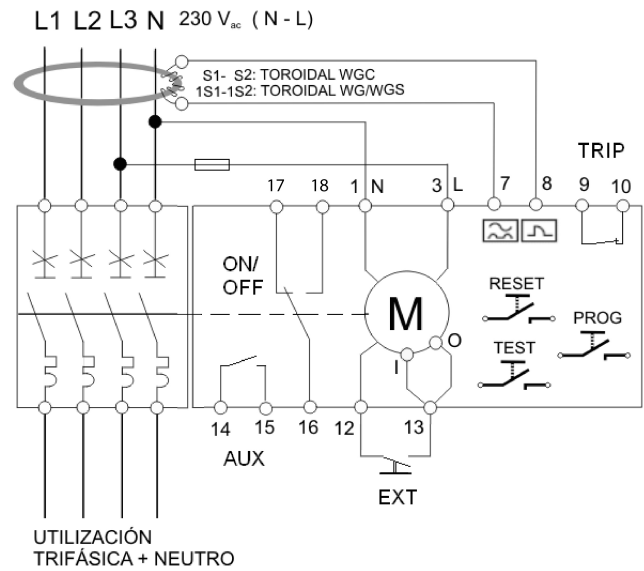 L1 L2 L3 N 230 Vac ( N - L)
S1- S2: TOROIDAL WGC
1S1-1S2: TOROIDAL WG/WGS
TRIP
17 18 1 N 3 L 7 8 9 10
ON/
OFF
M
I
O
RESET
PROG
TEST
14 15 16 12 13
AUX
EXT
UTILIZACIÓN
TRIFÁSICA + NEUTRO